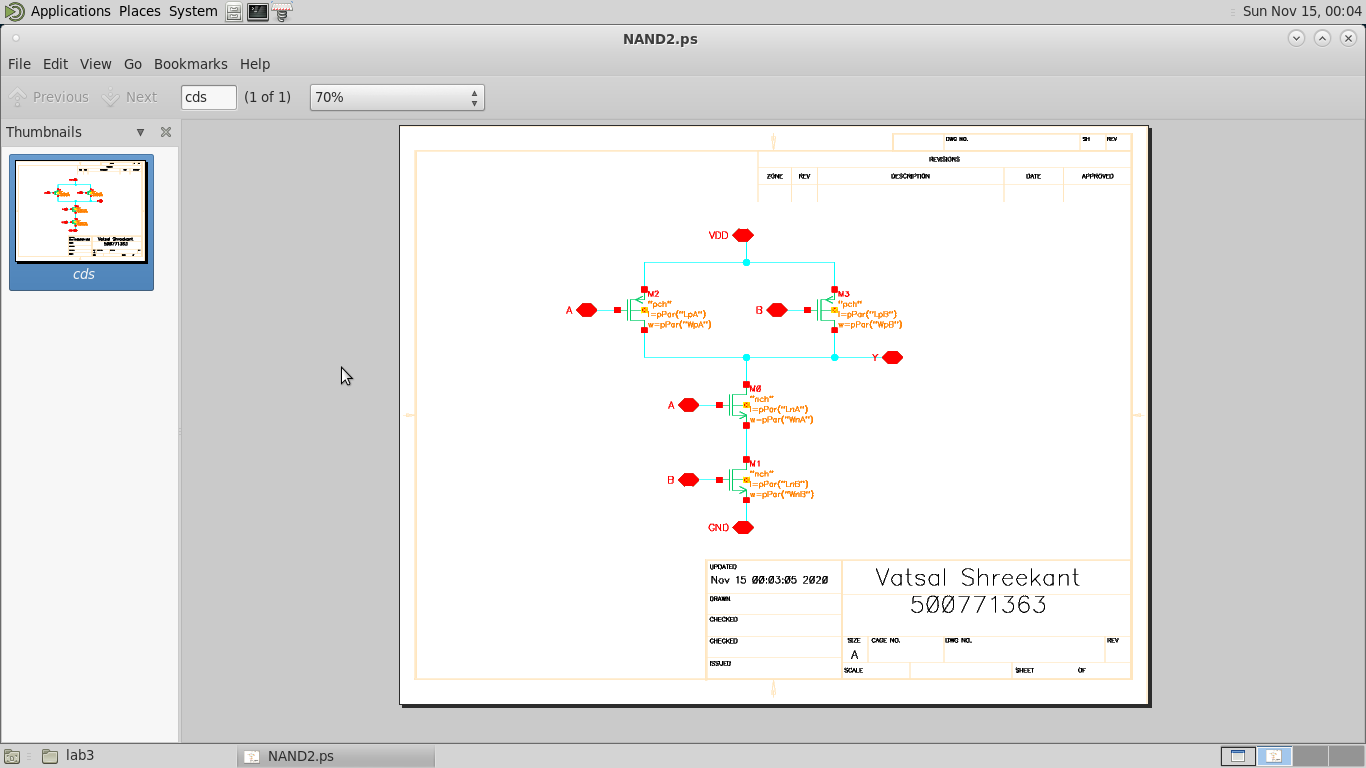 Applications Places System Sun Nov 15, 00:04
NAND2.ps
File Edit View Go Bookmarks Help
Previous Next cds (1 of 1) 70%
Thumbnails
cds
DWG NO. SH REV
REVISIONS
ZONE REV DESCRIPTION DATE APPROVED
VDD
M2
"pch"
l=pPar("LpA")
w=pPar("WpA")
A
M3
"pch"
l=pPar("LpB")
w=pPar("WpB")
B
Y
M0
"nch"
l=pPar("LnA")
w=pPar("WnA")
A
M1
"nch"
l=pPar("LnB")
w=pPar("WnB")
B
GND
UPDATED
Nov 15 00:03:05 2020
DRAWN
CHECKED
CHECKED
ISSUED
Vatsal Shreekant
500771363
SIZE CAGE NO. DWG NO. REV
A
SCALE SHEET OF
Vatsal Shreekant
500771363
lab3 NAND2.ps